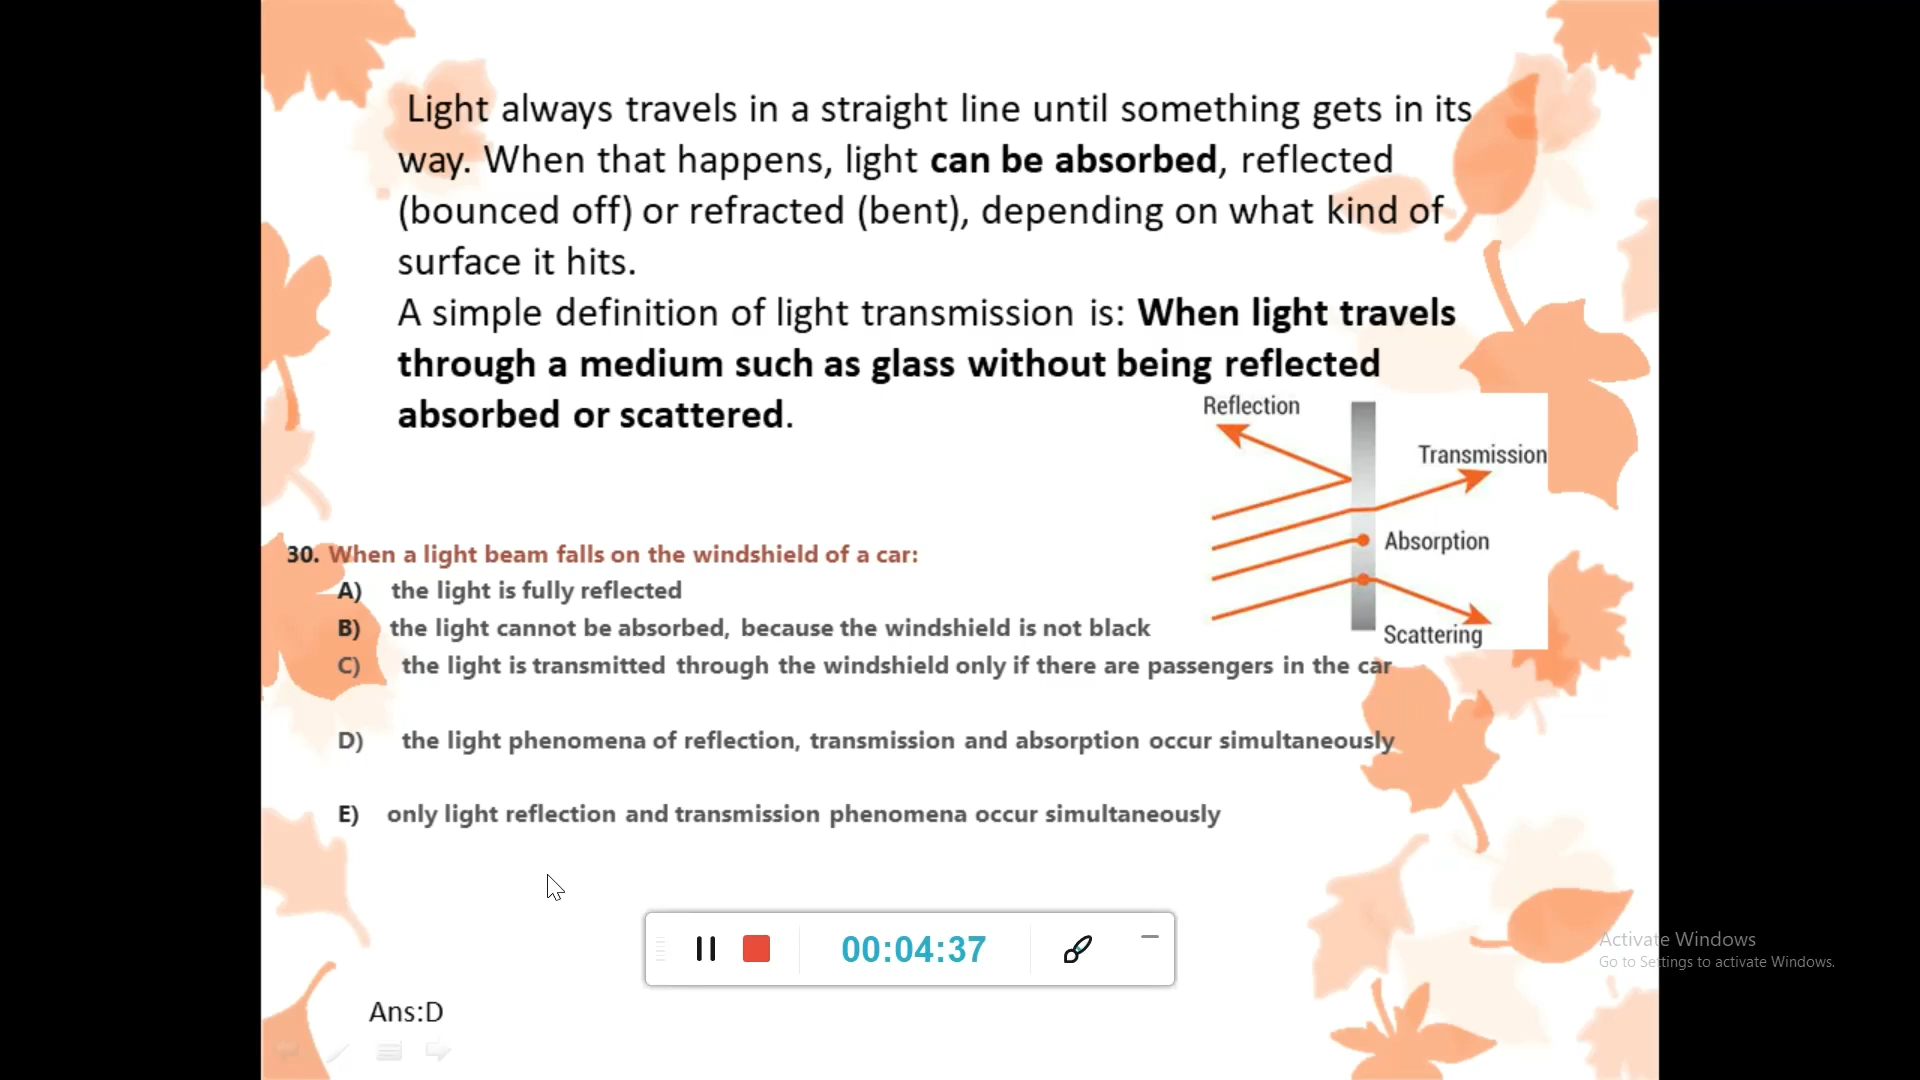 Light always travels in a straight line until something gets in its
way. When that happens, light can be absorbed, reflected
(bounced off) or refracted (bent), depending on what kind of
surface it hits.
A simple definition of light transmission is: When light travels
through a medium such as glass without being reflected
absorbed or scattered.
Reflection
Transmission
Absorption
Scattering
30. When a light beam falls on the windshield of a car:
A) the light is fully reflected
B) the light cannot be absorbed, because the windshield is not black
C) the light is transmitted through the windshield only if there are passengers in the car
D) the light phenomena of reflection, transmission and absorption occur simultaneously
E) only light reflection and transmission phenomena occur simultaneously
00:04:37
Activate Windows
Go to Settings to activate Windows.
Ans:D